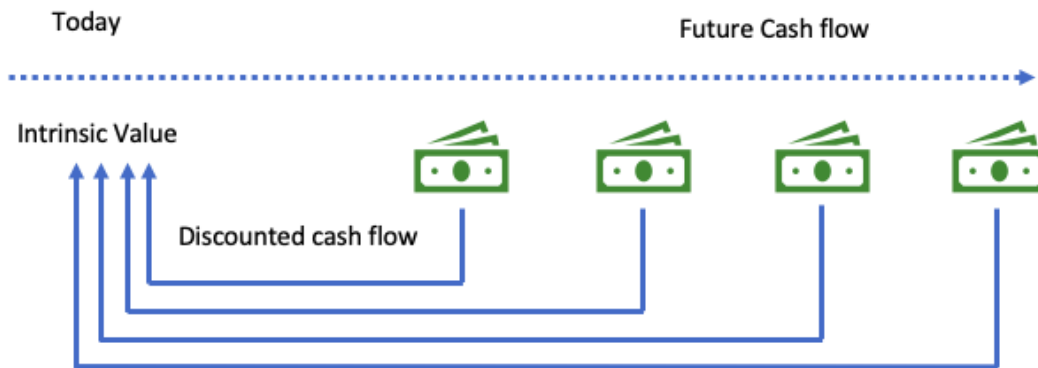 Today
Future Cash flow
Intrinsic Value
Discounted cash flow